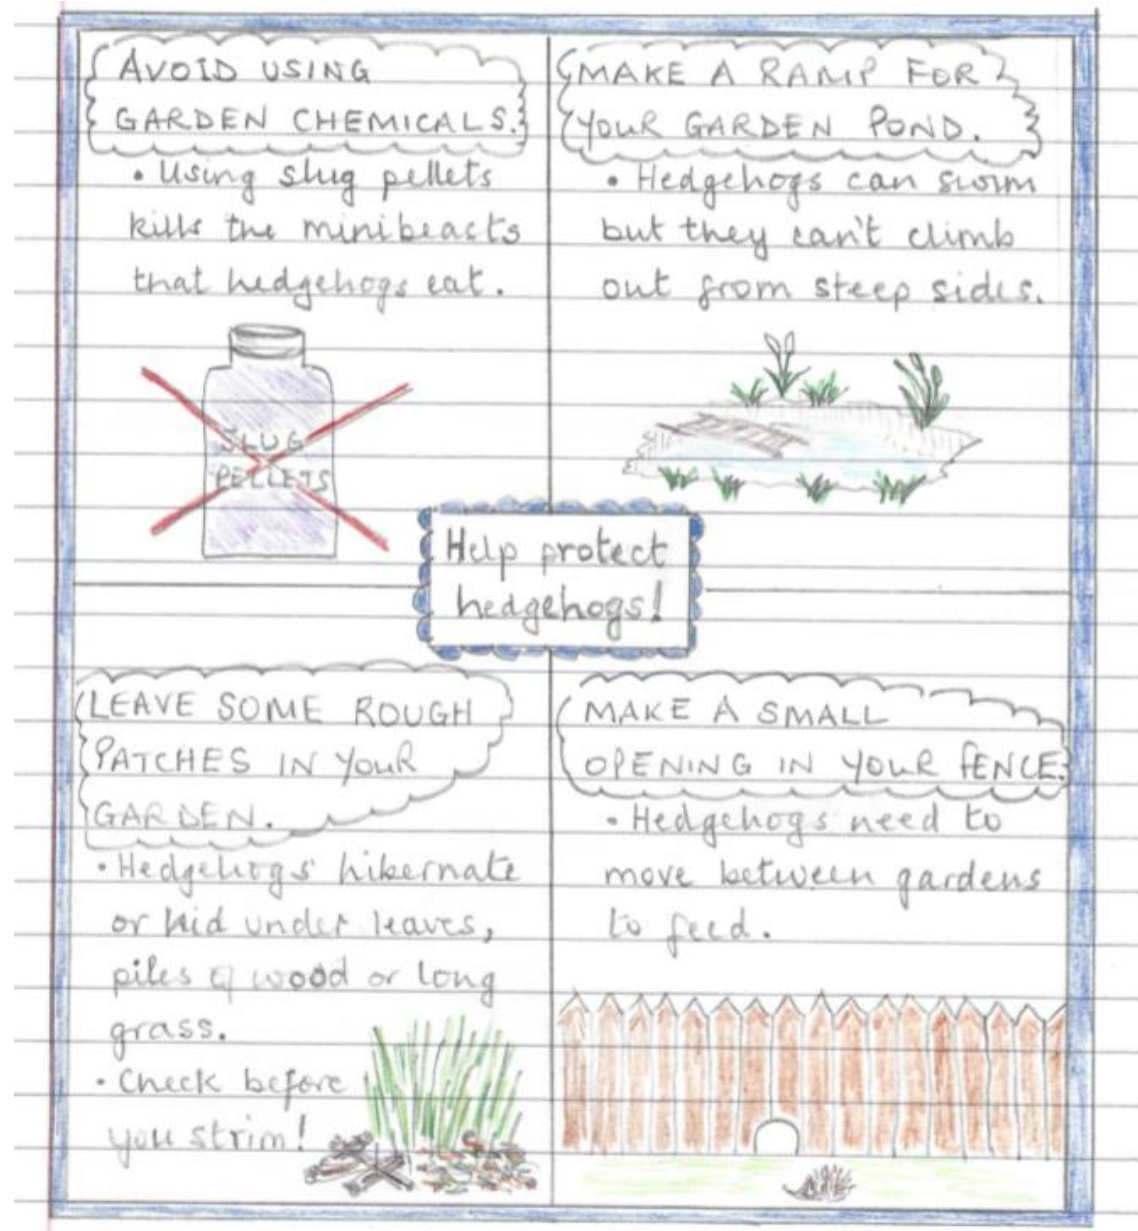 AVOID USING
GARDEN CHEMICALS.
• Using slug pellets
kills the minibeasts
that hedgehogs eat.
SLUG
PELLETS
MAKE A RAMP FOR
YOUR GARDEN POND.
• Hedgehogs can swim
but they can't climb
out from steep sides.
Help protect
hedgehogs!
LEAVE SOME ROUGH
PATCHES IN YOUR
GARDEN.
• Hedgehogs hibernate
or hid under leaves,
piles of wood or long
grass.
• Check before
you strim!
MAKE A SMALL
OPENING IN YOUR FENCE.
• Hedgehogs need to
move between gardens
to feed.